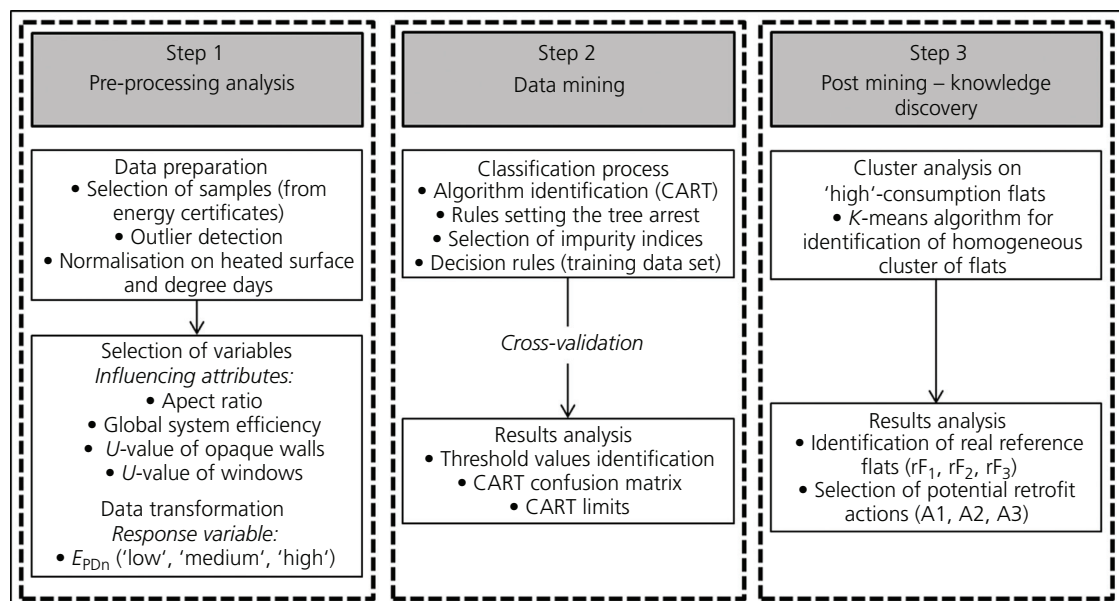 Step 1
Pre-processing analysis
Data preparation
• Selection of samples (from
energy certificates)
• Outlier detection
• Normalisation on heated surface
and degree days
Selection of variables
Influencing attributes:
• Apect ratio
• Global system efficiency
• U-value of opaque walls
• U-value of windows
Data transformation
Response variable:
• EPDn (‘low‘, ‘medium‘, ‘high‘)
Step 2
Data mining
Classification process
• Algorithm identification (CART)
• Rules setting the tree arrest
• Selection of impurity indices
• Decision rules (training data set)
Cross-validation
Results analysis
• Threshold values identification
• CART confusion matrix
• CART limits
Step 3
Post mining – knowledge
discovery
Cluster analysis on
‘high‘-consumption flats
• K-means algorithm for
identification of homogeneous
cluster of flats
Results analysis
• Identification of real reference
flats (rF1, rF2, rF3)
• Selection of potential retrofit
actions (A1, A2, A3)